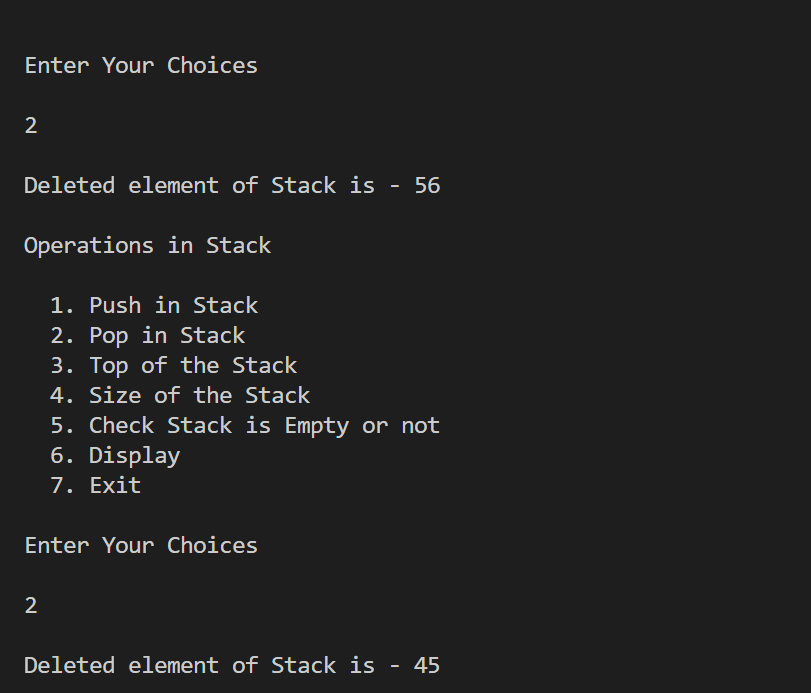 Enter Your Choices
2
Deleted element of Stack is - 56
Operations in Stack
1. Push in Stack
2. Pop in Stack
3. Top of the Stack
4. Size of the Stack
5. Check Stack is Empty or not
6. Display
7. Exit
Enter Your Choices
2
Deleted element of Stack is - 45